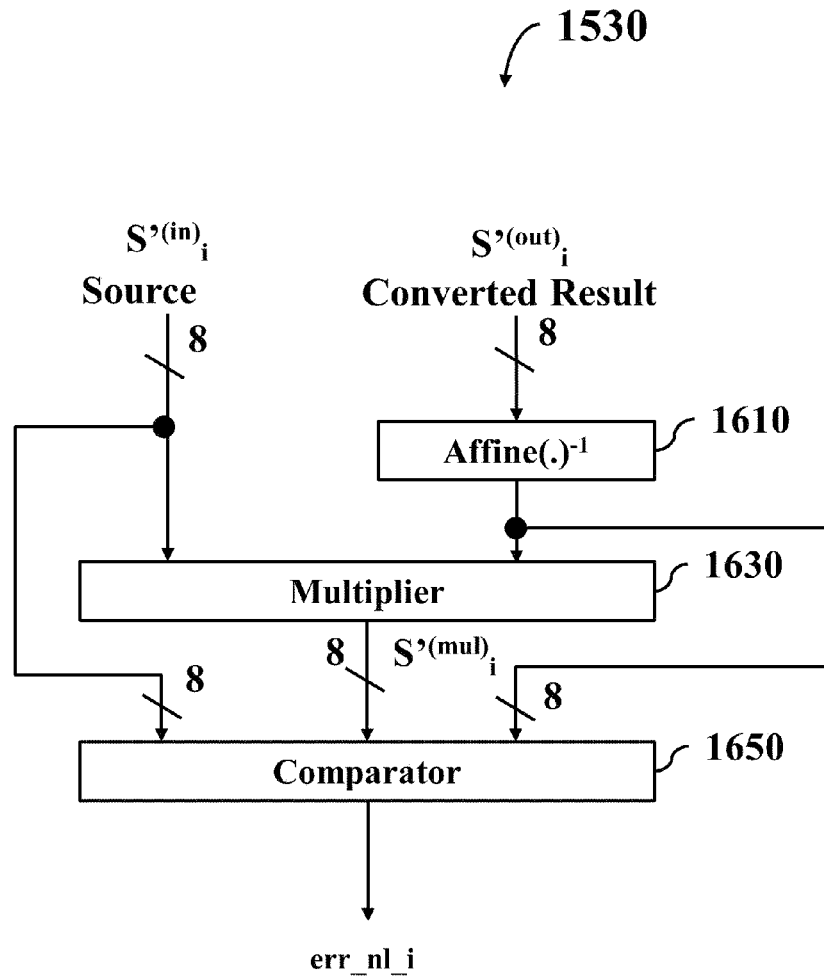 1530
S’(in)i
Source
S’(out)i
Converted Result
8
8
Affine(.)-1
1610
Multiplier
1630
8
8
S’(mul)i
8
Comparator
1650
err_nl_i